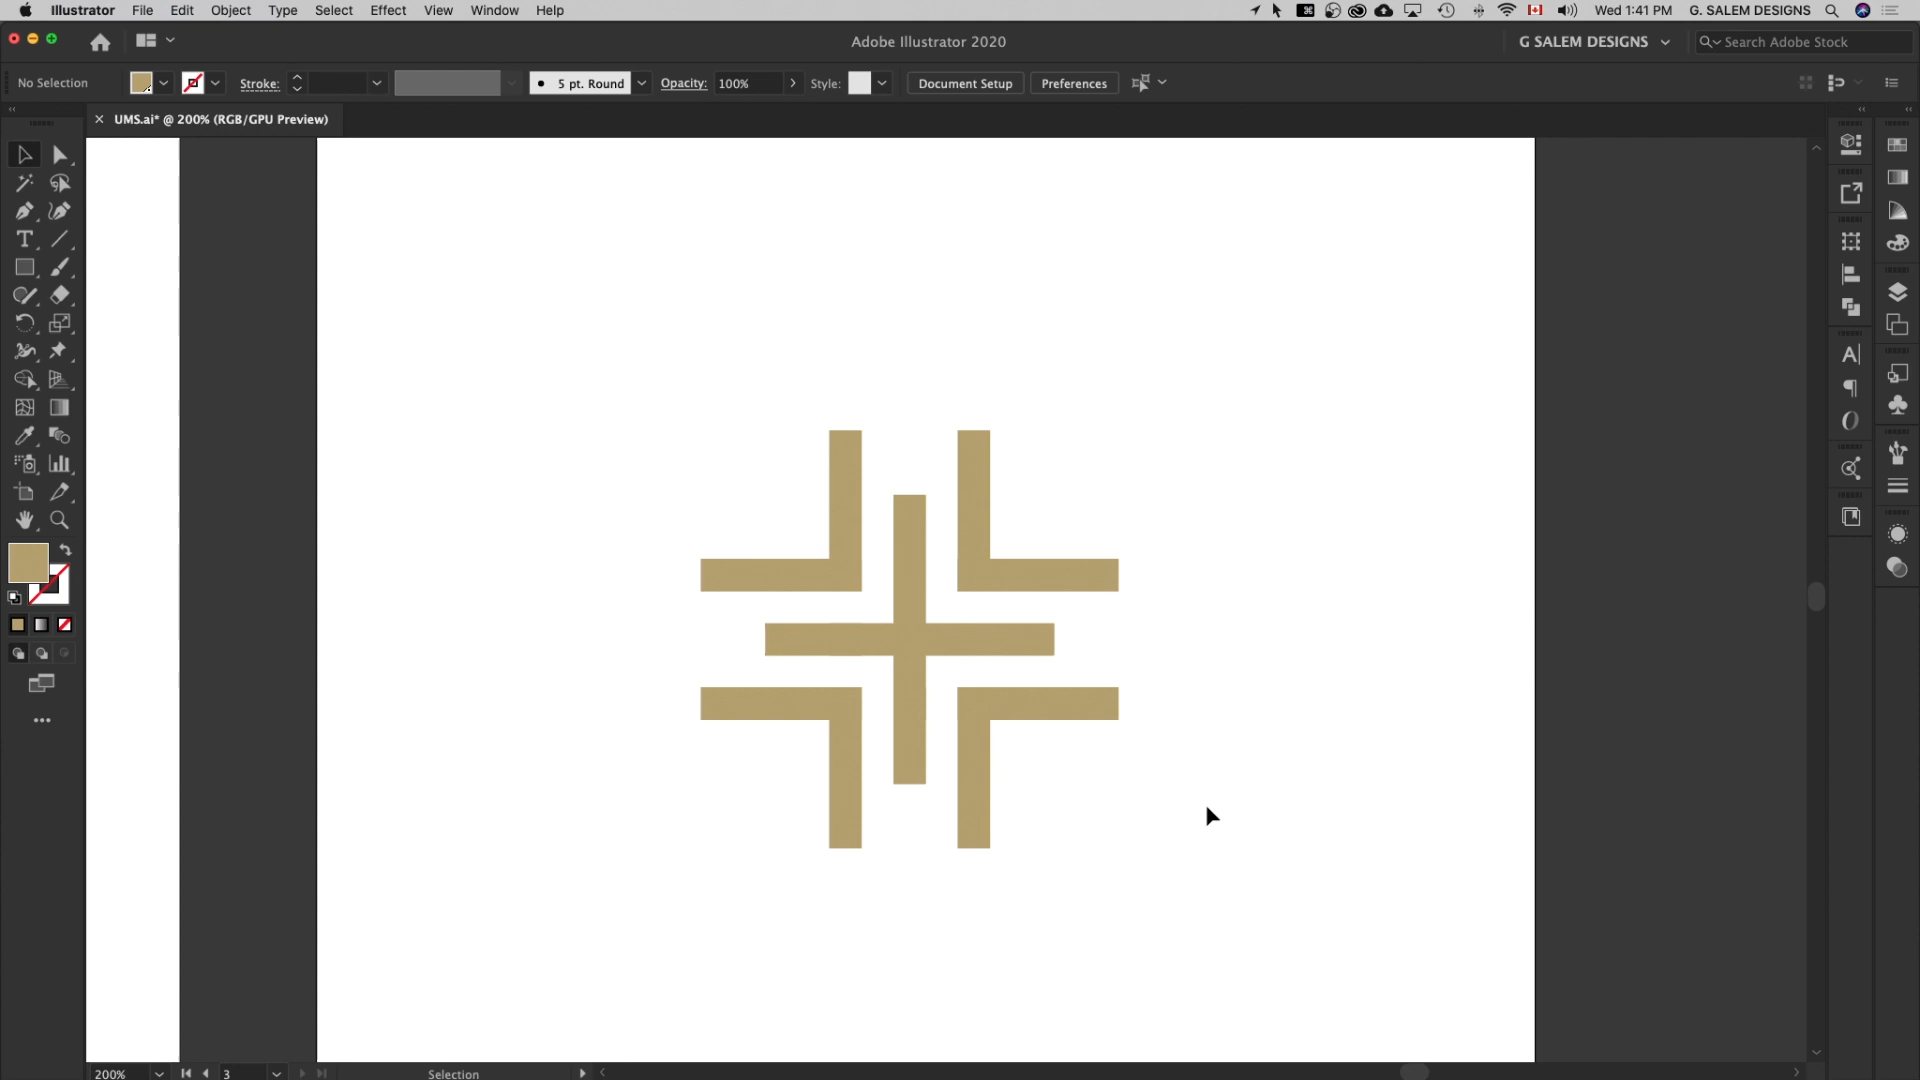 Illustrator File Edit Object Type Select Effect View Window Help Wed 1:41 PM G. SALEM DESIGNS
Adobe Illustrator 2020 G SALEM DESIGNS Search Adobe Stock
No Selection Stroke: 5 pt. Round Opacity: 100% Style: Document Setup Preferences
UMS.ai* @ 200% (RGB/GPU Preview)
200% 3 Selection